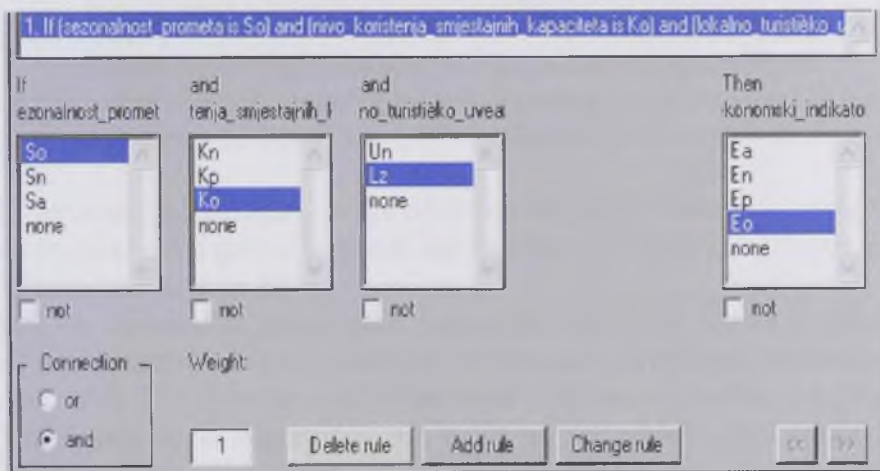 1. If (sezonalnost_prometa is So) and (nivo_koristenja_smjestajnih_kapaciteta is Ko) and (lokalno_turistièko_u
If and and Then
ezonalnost_promet tenja_smjestajnih_k no_turistièko_uveæ konomski_indikato
So Kn Un Ea
Sn Kp Lz En
Sa Ko none Ep
none none Eo
none
not not not not
Connection Weight:
or
and 1 Delete rule Add rule Change rule << >>